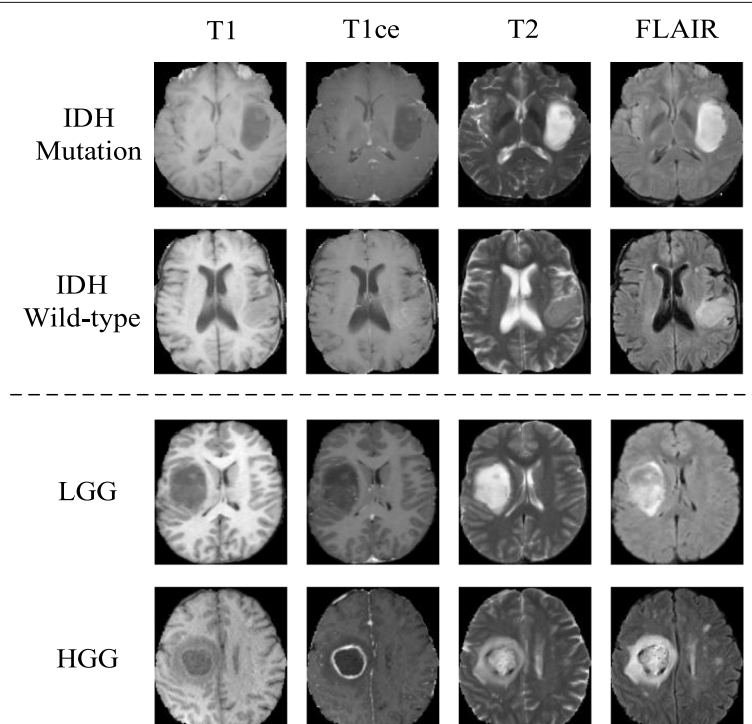 T1 T1ce T2 FLAIR
IDH
Mutation
IDH
Wild-type
LGG
HGG